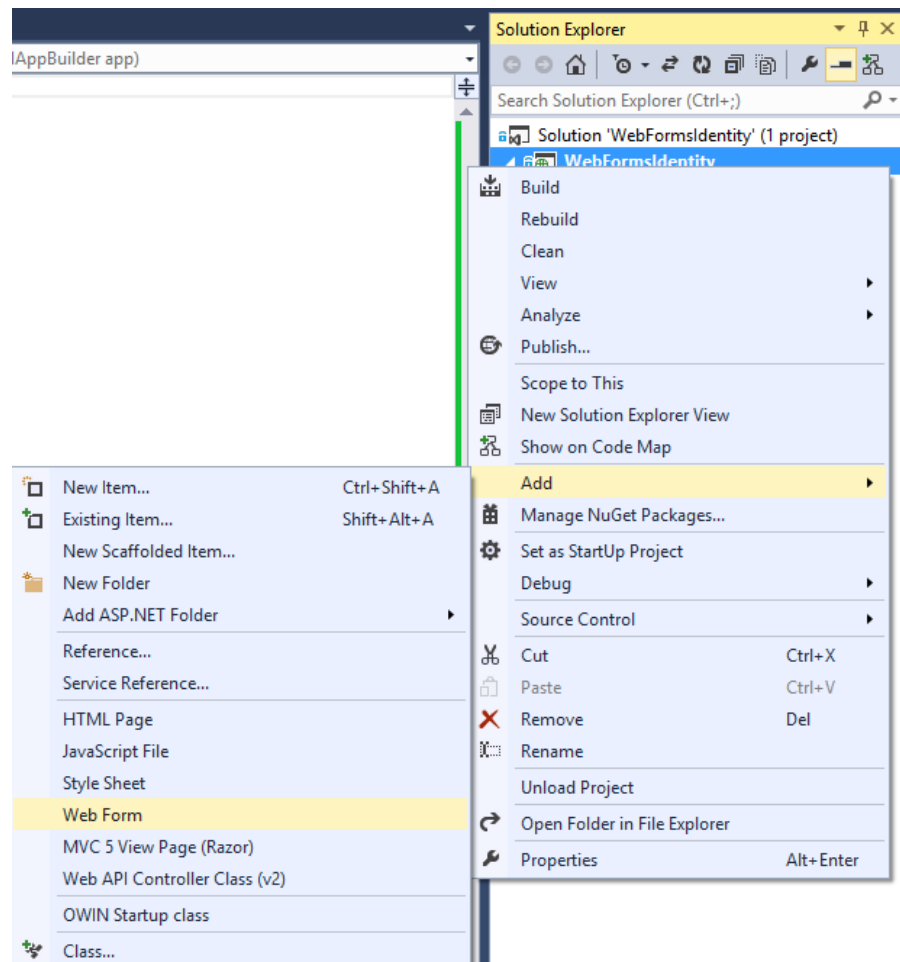 Solution Explorer
lAppBuilder app)
Search Solution Explorer (Ctrl+;)
Solution 'WebFormsIdentity' (1 project)
WebFormsIdentity
Build
Rebuild
Clean
View
Analyze
Publish...
Scope to This
New Solution Explorer View
Show on Code Map
Add
Manage NuGet Packages...
Set as StartUp Project
Debug
Source Control
Cut Ctrl+X
Paste Ctrl+V
Remove Del
Rename
Unload Project
Open Folder in File Explorer
Properties Alt+Enter
New Item... Ctrl+Shift+A
Existing Item... Shift+Alt+A
New Scaffolded Item...
New Folder
Add ASP.NET Folder
Reference...
Service Reference...
HTML Page
JavaScript File
Style Sheet
Web Form
MVC 5 View Page (Razor)
Web API Controller Class (v2)
OWIN Startup class
Class...